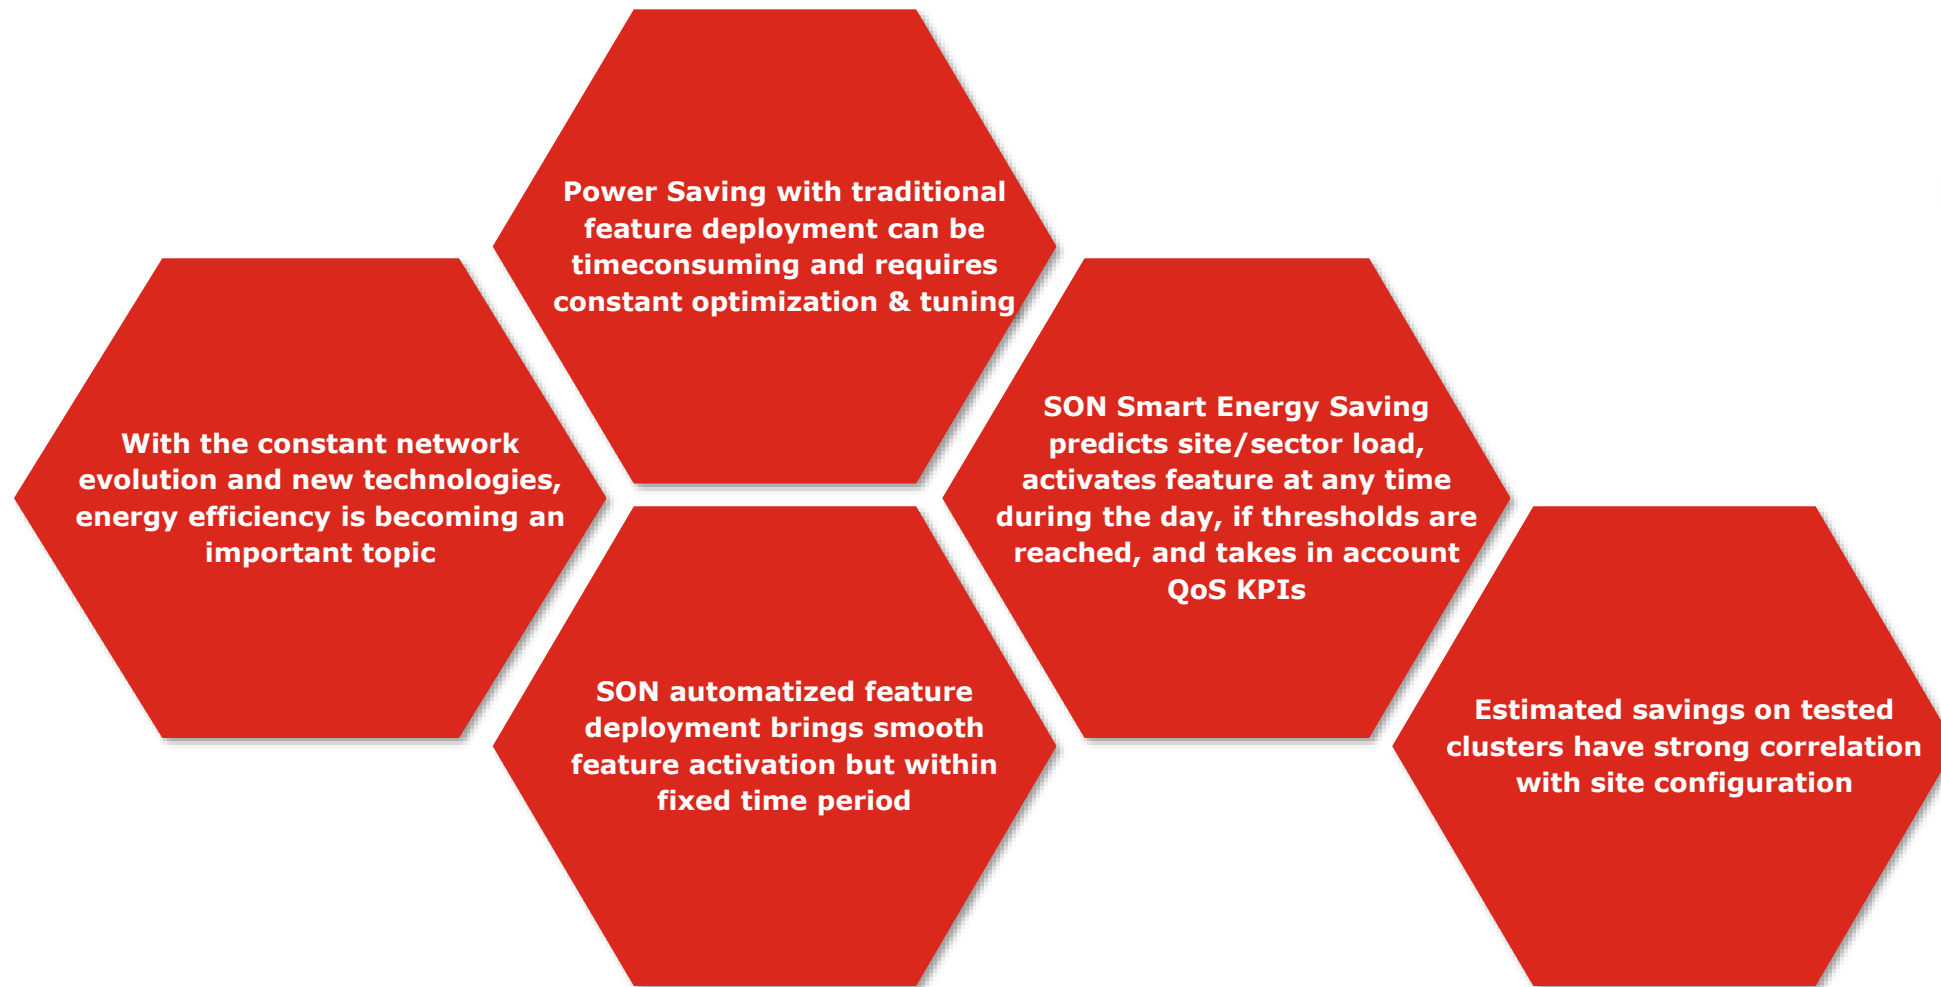 With the constant network
evolution and new technologies,
energy efficiency is becoming an
important topic
Power Saving with traditional
feature deployment can be
timeconsuming and requires
constant optimization & tuning
SON automatized feature
deployment brings smooth
feature activation but within
fixed time period
SON Smart Energy Saving
predicts site/sector load,
activates feature at any time
during the day, if thresholds are
reached, and takes in account
QoS KPIs
Estimated savings on tested
clusters have strong correlation
with site configuration